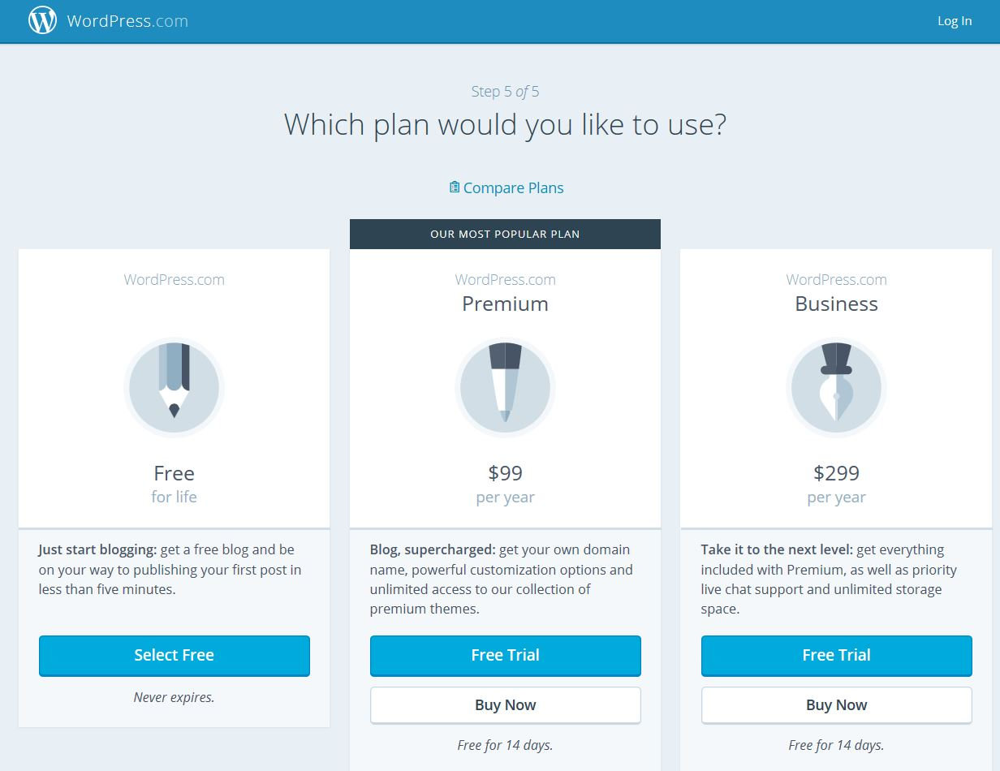 WordPress.com
Log In
Step 5 of 5
Which plan would you like to use?
Compare Plans
WordPress.com
Free
for life
Just start blogging: get a free blog and be
on your way to publishing your first post in
less than five minutes.
Select Free
Never expires.
OUR MOST POPULAR PLAN
WordPress.com
Premium
$99
per year
Blog, supercharged: get your own domain
name, powerful customization options and
unlimited access to our collection of
premium themes.
Free Trial
Buy Now
Free for 14 days.
WordPress.com
Business
$299
per year
Take it to the next level: get everything
included with Premium, as well as priority
live chat support and unlimited storage
space.
Free Trial
Buy Now
Free for 14 days.